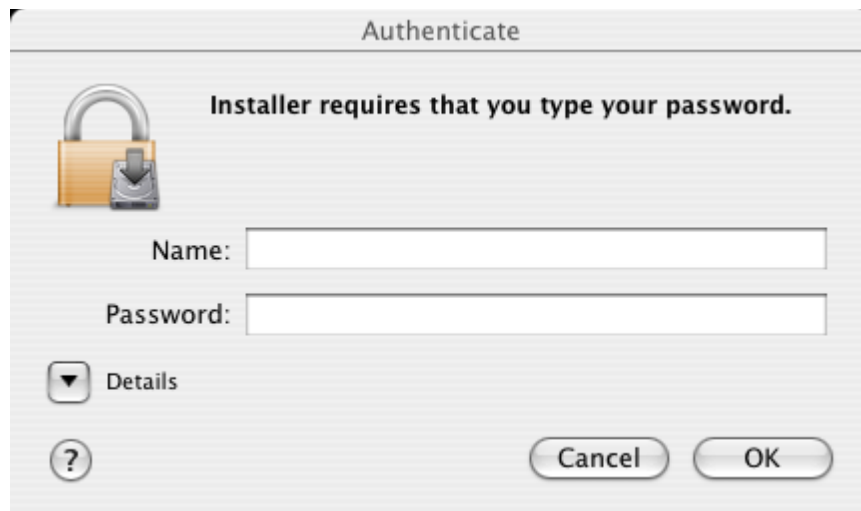 Authenticate
Installer requires that you type your password.
Name:
Password:
Details
?
Cancel OK